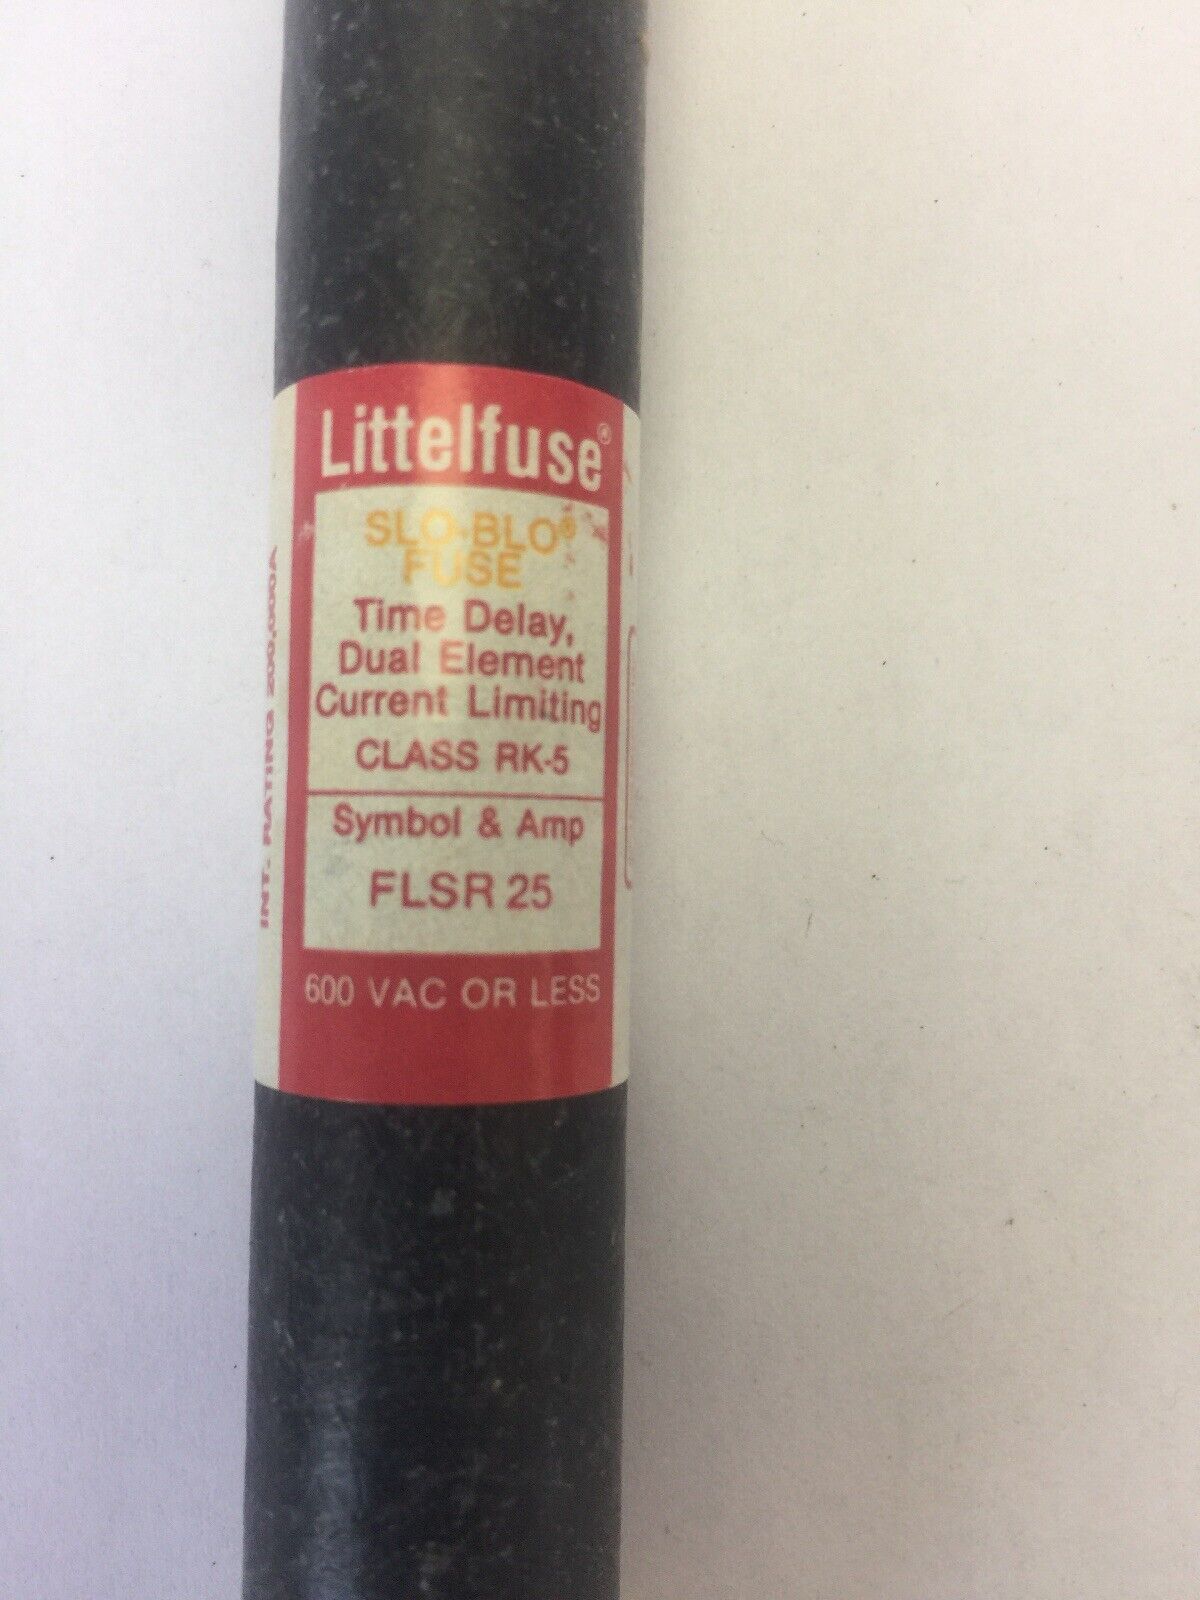 Littelfuse®
SLO-BLO®
FUSE
Time Delay,
Dual Element
Current Limiting
CLASS RK-5
Symbol & Amp
FLSR 25
600 VAC OR LESS
INT. RATING 200,000A